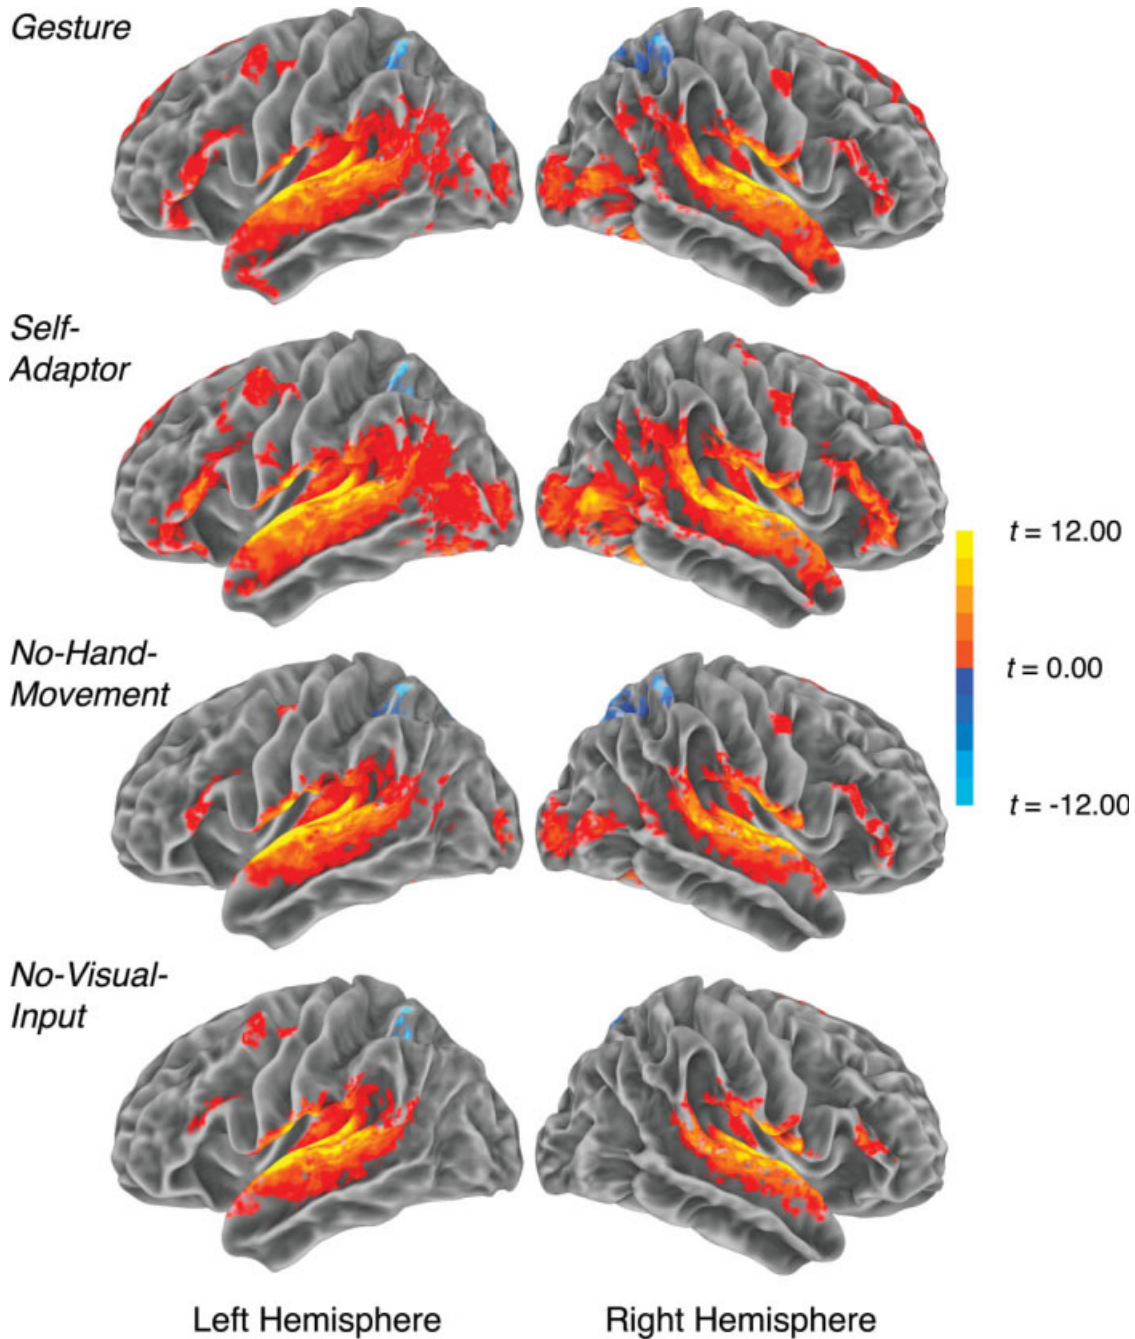 Gesture
Self-
Adaptor
t = 12.00
t = 0.00
No-Hand-
Movement
t = -12.00
No-Visual-
Input
Left Hemisphere
Right Hemisphere